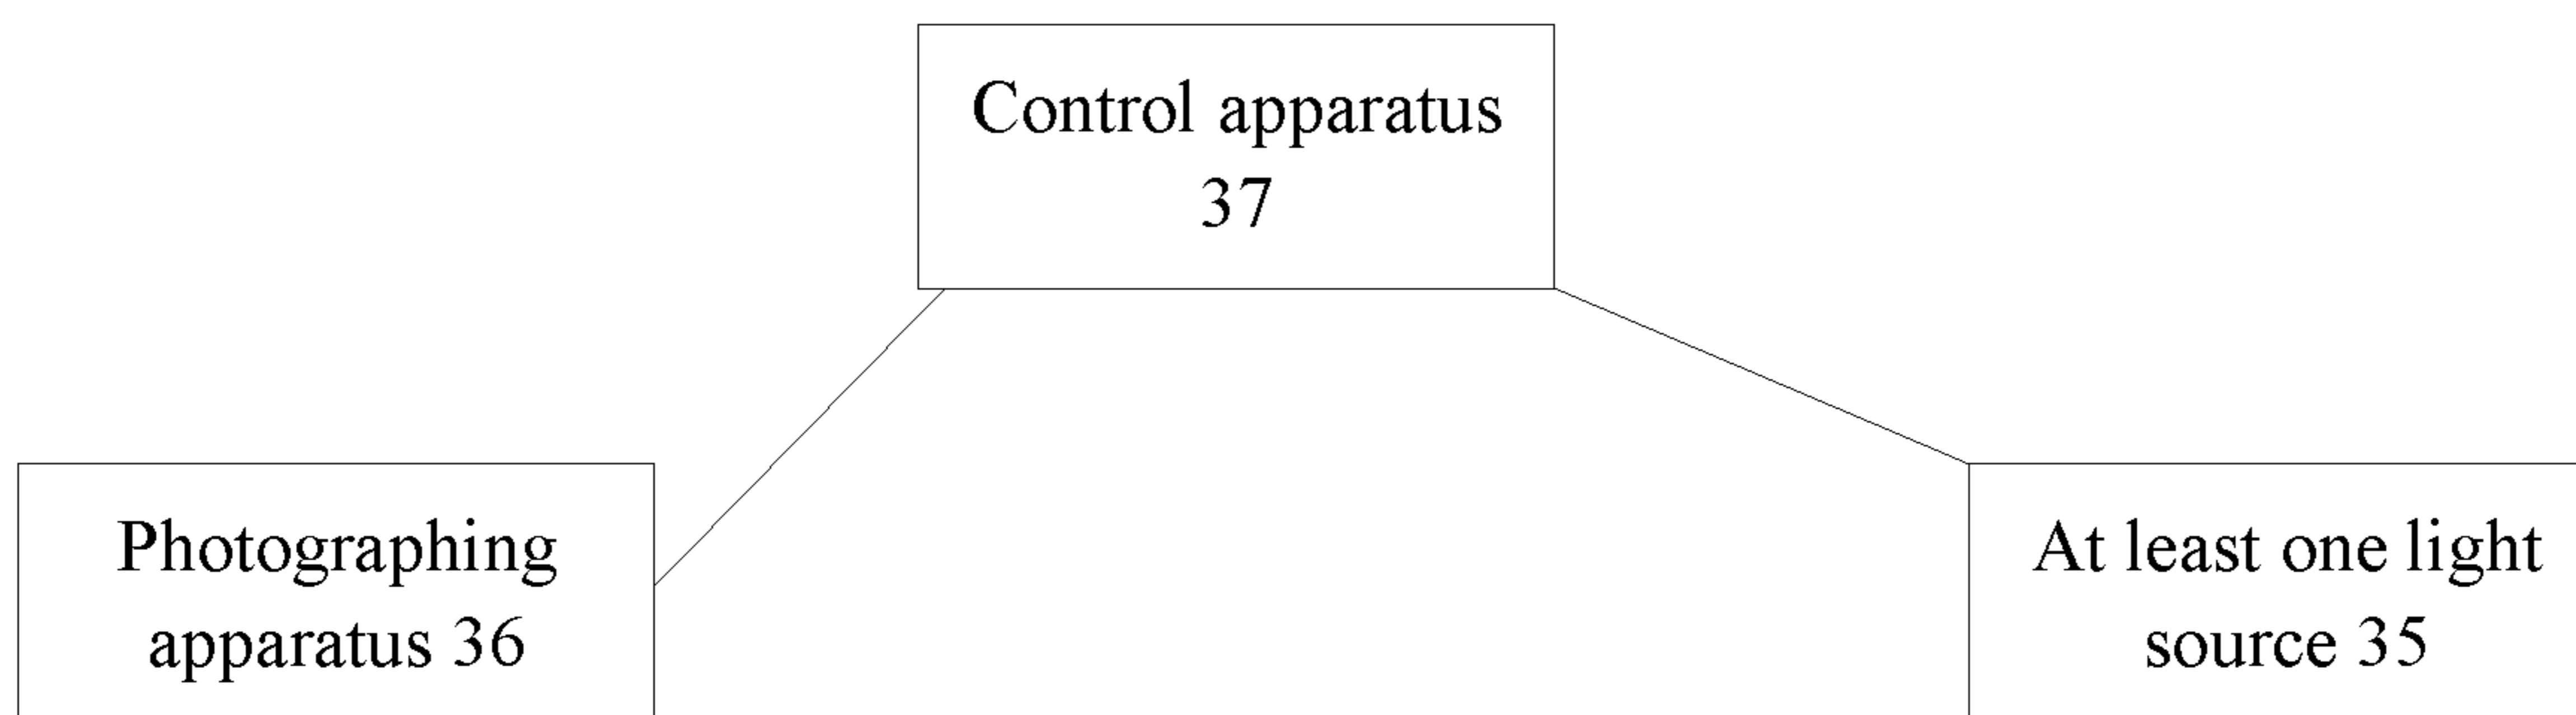 Control apparatus
37
Photographing
apparatus 36
At least one light
source 35